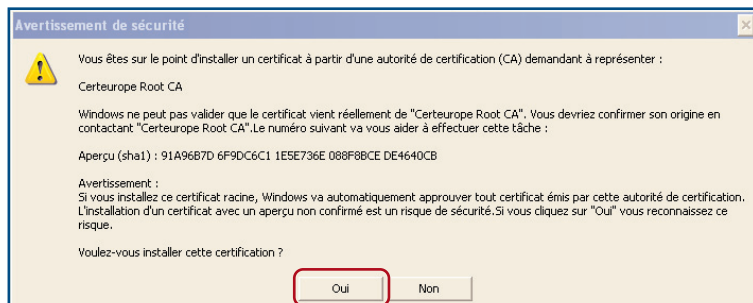 Avertissement de sécurité
Vous êtes sur le point d'installer un certificat à partir d'une autorité de certification (CA) demandant à représenter :
Certeurope Root CA
Windows ne peut pas valider que le certificat vient réellement de "Certeurope Root CA". Vous devriez confirmer son origine en
contactant "Certeurope Root CA".Le numéro suivant va vous aider à effectuer cette tâche :
Aperçu (sha1) : 91A96B7D 6F9DC6C1 1E5E736E 088F8BCE DE4640CB
Avertissement :
Si vous installez ce certificat racine, Windows va automatiquement approuver tout certificat émis par cette autorité de certification.
L'installation d'un certificat avec un aperçu non confirmé est un risque de sécurité.Si vous cliquez sur "Oui" vous reconnaissez ce
risque.
Voulez-vous installer cette certification ?
Oui Non